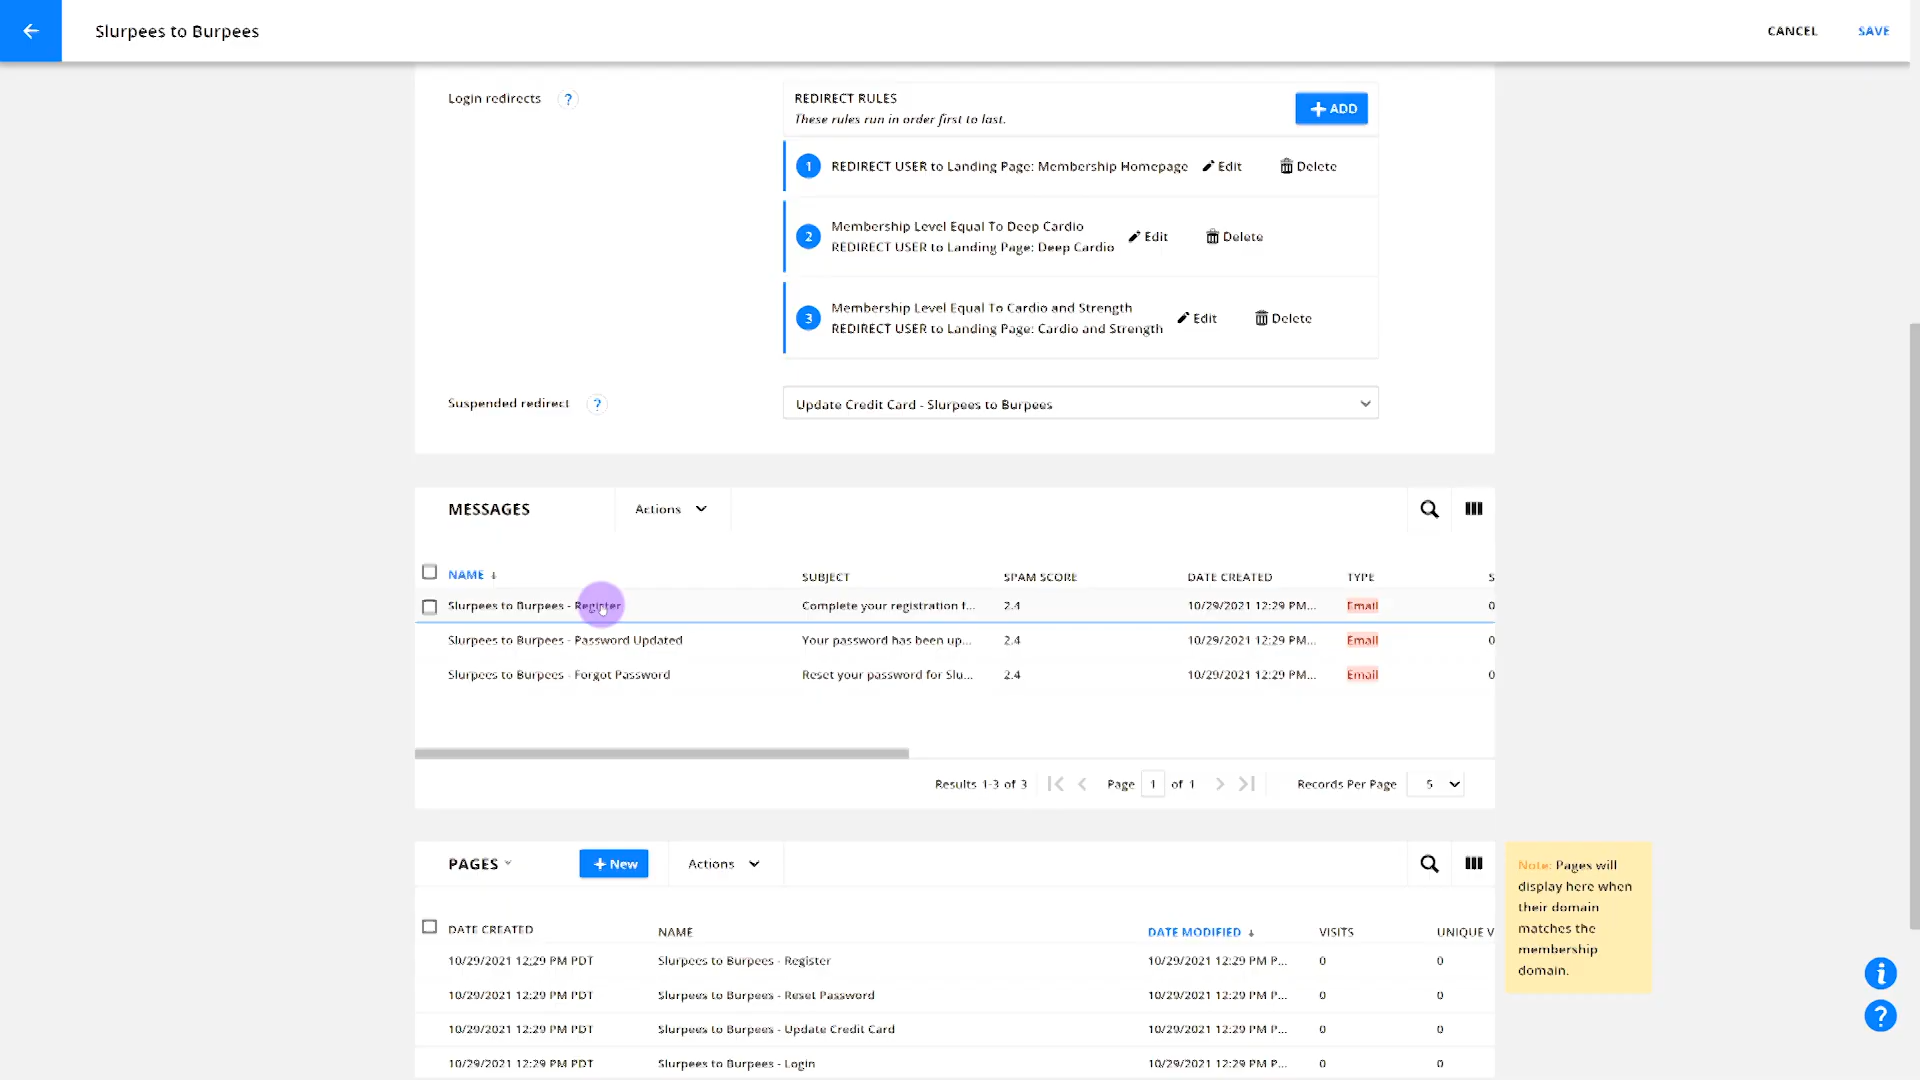 Slurpees to Burpees
CANCEL
SAVE
Login redirects
?
REDIRECT RULES
These rules run in order first to last.
+ ADD
1 REDIRECT USER to Landing Page: Membership Homepage Edit Delete
2 Membership Level Equal To Deep Cardio
REDIRECT USER to Landing Page: Deep Cardio Edit Delete
3 Membership Level Equal To Cardio and Strength
REDIRECT USER to Landing Page: Cardio and Strength Edit Delete
Suspended redirect ?
Update Credit Card - Slurpees to Burpees
MESSAGES Actions
NAME SUBJECT SPAM SCORE DATE CREATED TYPE S
Slurpees to Burpees - Register Complete your registration f... 2.4 10/29/2021 12:29 PM... Email 0
Slurpees to Burpees - Password Updated Your password has been up... 2.4 10/29/2021 12:29 PM... Email 0
Slurpees to Burpees - Forgot Password Reset your password for Slu... 2.4 10/29/2021 12:29 PM... Email 0
Results 1-3 of 3 Page 1 of 1 Records Per Page 5
PAGES + New Actions
DATE CREATED NAME DATE MODIFIED VISITS UNIQUE V
10/29/2021 12:29 PM PDT Slurpees to Burpees - Register 10/29/2021 12:29 PM P... 0 0
10/29/2021 12:29 PM PDT Slurpees to Burpees - Reset Password 10/29/2021 12:29 PM P... 0 0
10/29/2021 12:29 PM PDT Slurpees to Burpees - Update Credit Card 10/29/2021 12:29 PM P... 0 0
10/29/2021 12:29 PM PDT Slurpees to Burpees - Login 10/29/2021 12:29 PM P... 0 0
Note: Pages will
display here when
their domain
matches the
membership
domain.
i
?